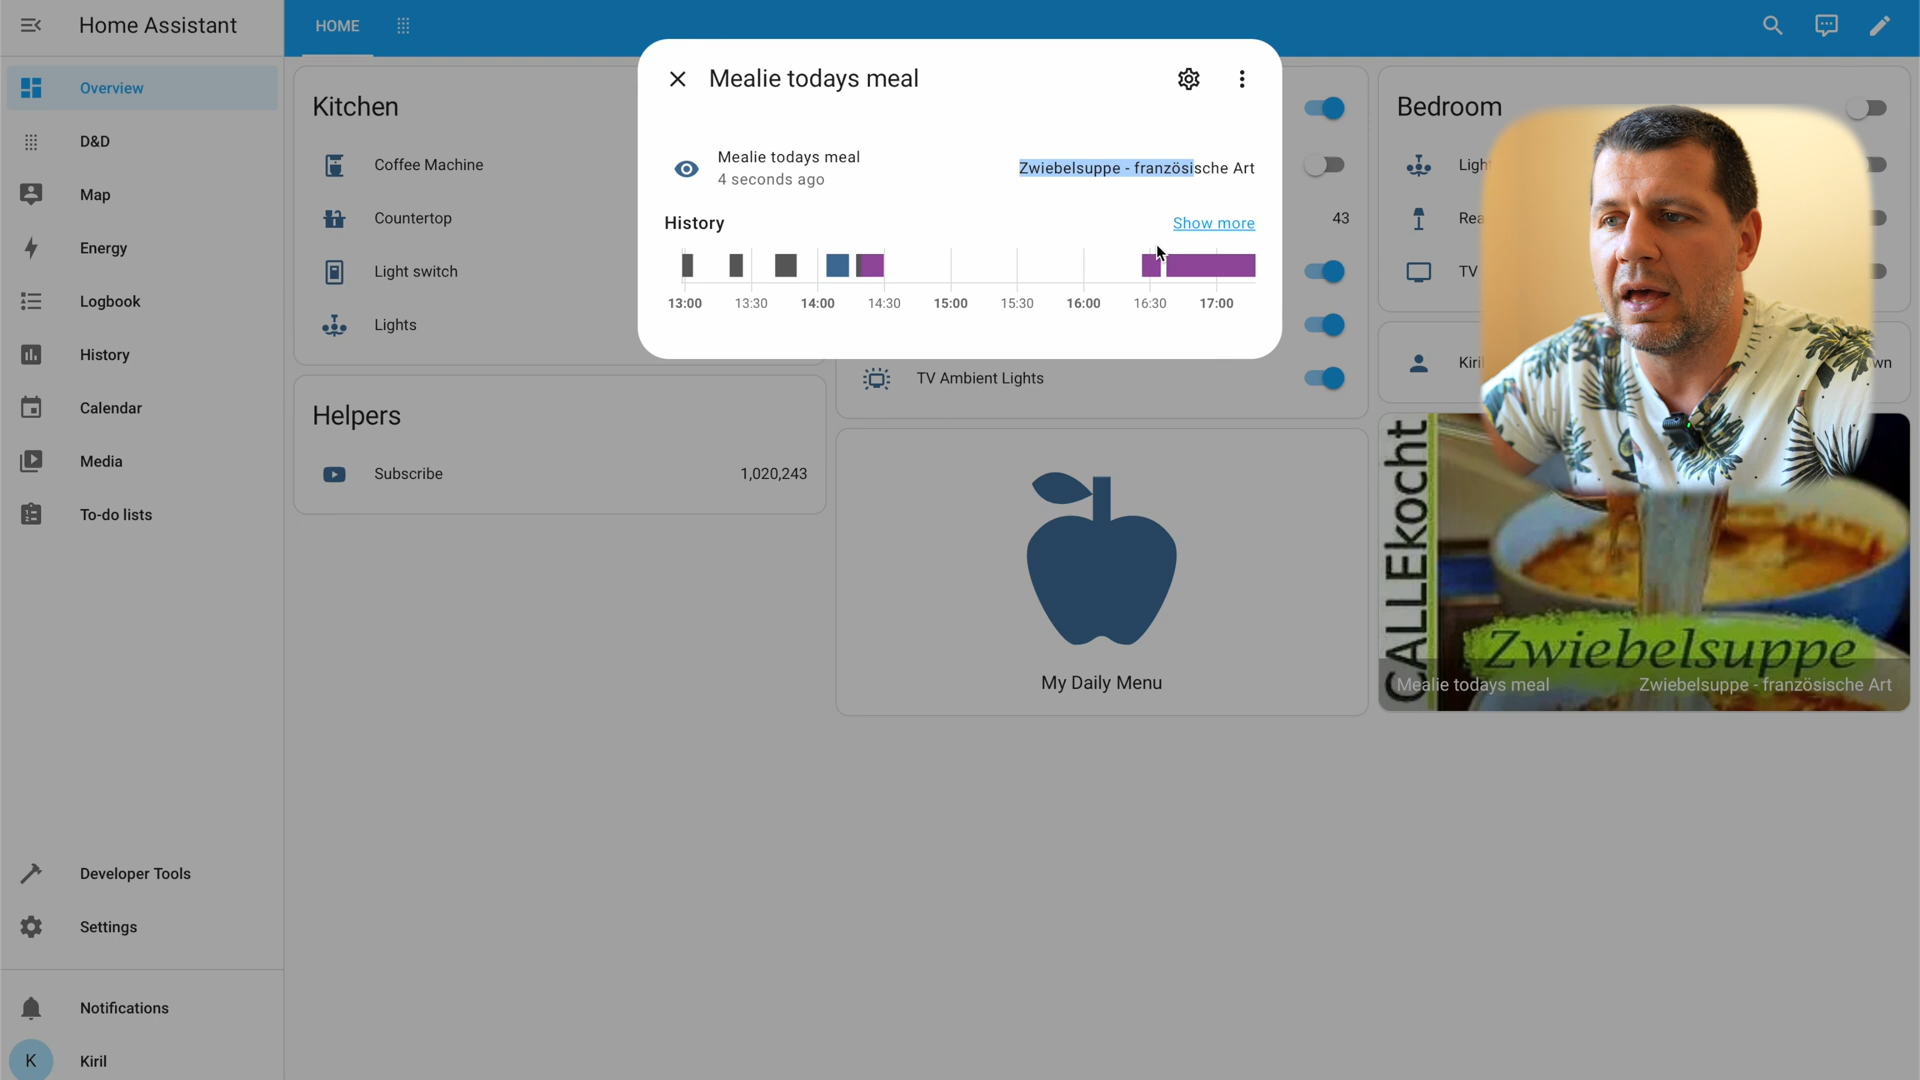 Home Assistant
HOME
Overview
D&D
Map
Energy
Logbook
History
Calendar
Media
To-do lists
Developer Tools
Settings
Notifications
K
Kiril
Kitchen
Coffee Machine
Countertop
43
Light switch
Lights
Helpers
Subscribe
1,020,243
Mealie todays meal
Mealie todays meal
4 seconds ago
Zwiebelsuppe - französische Art
History
Show more
13:00
13:30
14:00
14:30
15:00
15:30
16:00
16:30
17:00
TV Ambient Lights
My Daily Menu
Bedroom
TV
CALLEkocht
Zwiebelsuppe
Mealie todays meal
Zwiebelsuppe - französische Art